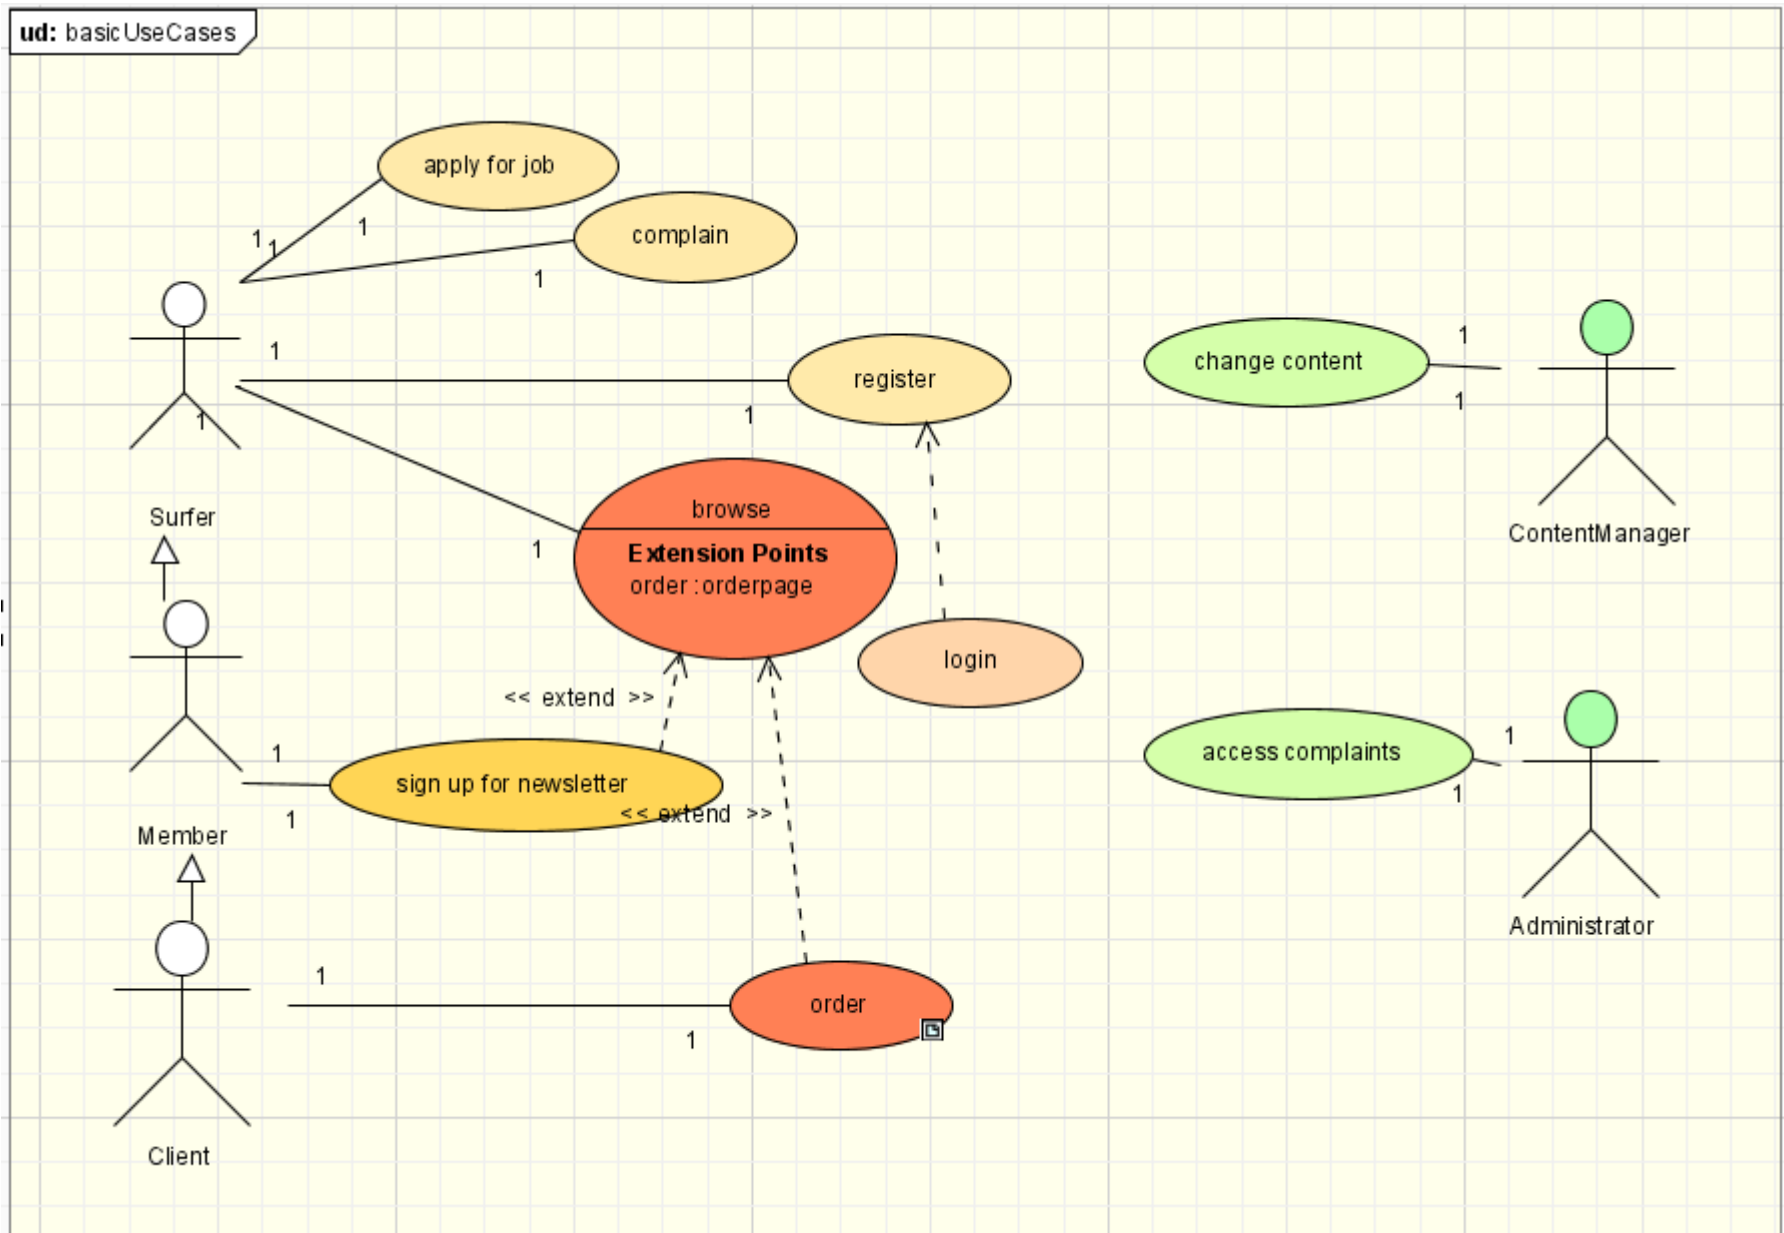 ud: basicUseCases
apply for job
complain
1
1
1
1
1
1
register
1
1
browse
Extension Points
order : orderpage
1
Surfer
change content
1
1
ContentManager
login
<< extend >>
1
sign up for newsletter
1
<< extend >>
Member
access complaints
1
1
Administrator
1
order
1
Client